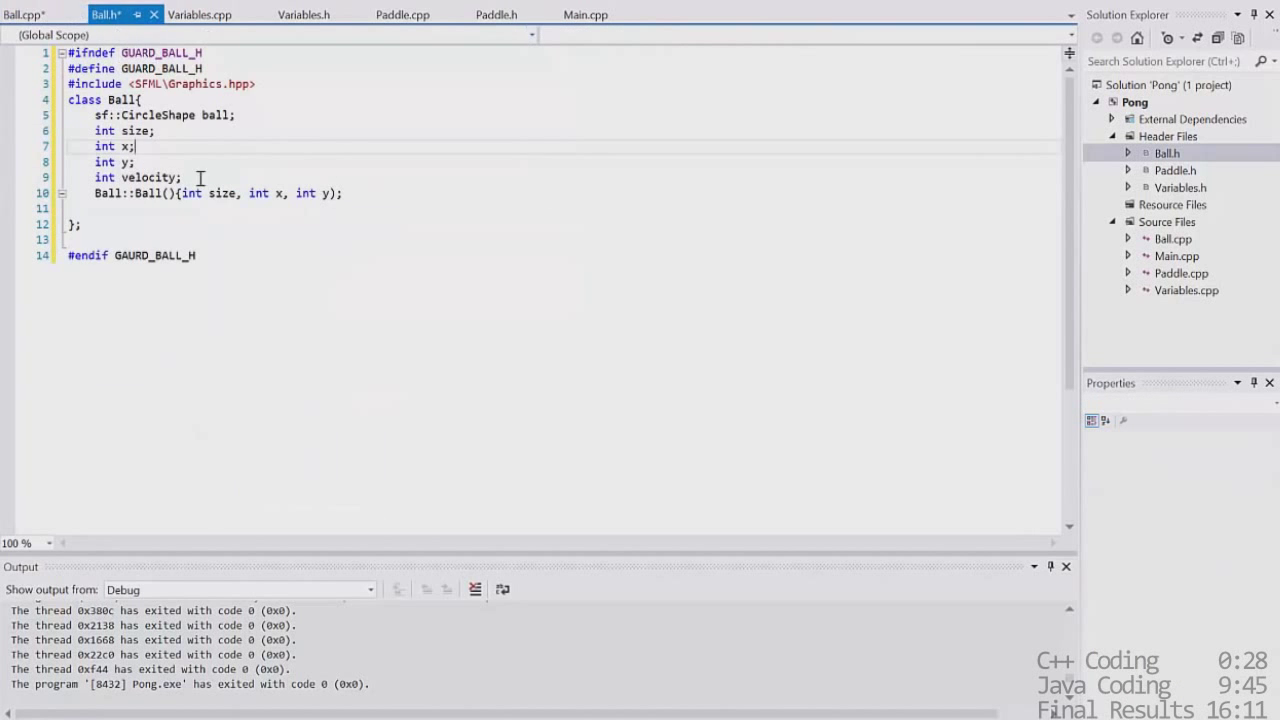 Ball.cpp*
Ball.h*
Variables.cpp
Variables.h
Paddle.cpp
Paddle.h
Main.cpp
(Global Scope)
1 #ifndef GUARD_BALL_H
2 #define GUARD_BALL_H
3 #include <SFML\Graphics.hpp>
4 class Ball{
5 sf::CircleShape ball;
6 int size;
7 int x;
8 int y;
9 int velocity;
10 Ball::Ball(){int size, int x, int y);
11
12 };
13
14 #endif GAURD_BALL_H
100 %
Output
Show output from: Debug
The thread 0x380c has exited with code 0 (0x0).
The thread 0x2138 has exited with code 0 (0x0).
The thread 0x1668 has exited with code 0 (0x0).
The thread 0x22c0 has exited with code 0 (0x0).
The thread 0xf44 has exited with code 0 (0x0).
The program '[8432] Pong.exe' has exited with code 0 (0x0).
Solution Explorer
Search Solution Explorer (Ctrl+;)
Solution 'Pong' (1 project)
Pong
External Dependencies
Header Files
Ball.h
Paddle.h
Variables.h
Resource Files
Source Files
Ball.cpp
Main.cpp
Paddle.cpp
Variables.cpp
Properties
C++ Coding 0:28
Java Coding 9:45
Final Results 16:11